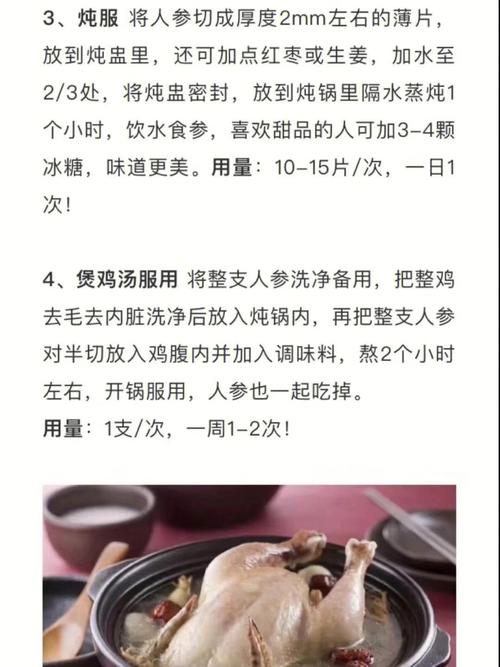 3、炖服 将人参切成厚度2mm左右的薄片，
放到炖盅里，还可加点红枣或生姜，加水至
2/3处，将炖盅密封，放到炖锅里隔水蒸炖1
个小时，饮水食参，喜欢甜品的人可加3-4颗
冰糖，味道更美。用量：10-15片/次，一日1
次！
4、煲鸡汤服用 将整支人参洗净备用，把整鸡
去毛去内脏洗净后放入炖锅内，再把整支人参
对半切放入鸡腹内并加入调味料，熬2个小时
左右，开锅服用，人参也一起吃掉。
用量：1支/次，一周1-2次！